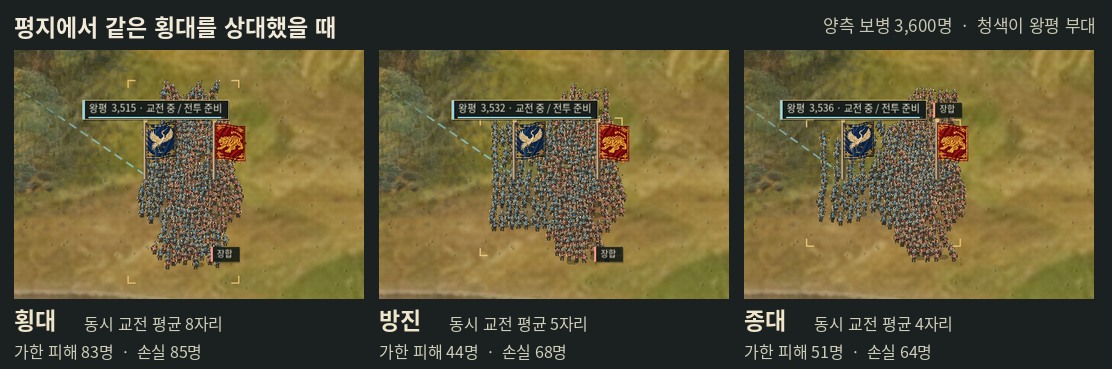 평지에서 같은 횡대를 상대했을 때
양측 보병 3,600명 · 청색이 왕평 부대
왕평 3,515 · 교전 중 / 전투 준비
장합
왕평 3,532 · 교전 중 / 전투 준비
장합
왕평 3,536 · 교전 중 / 전투 준비
장합
횡대 동시 교전 평균 8자리
가한 피해 83명 · 손실 85명
방진 동시 교전 평균 5자리
가한 피해 44명 · 손실 68명
종대 동시 교전 평균 4자리
가한 피해 51명 · 손실 64명